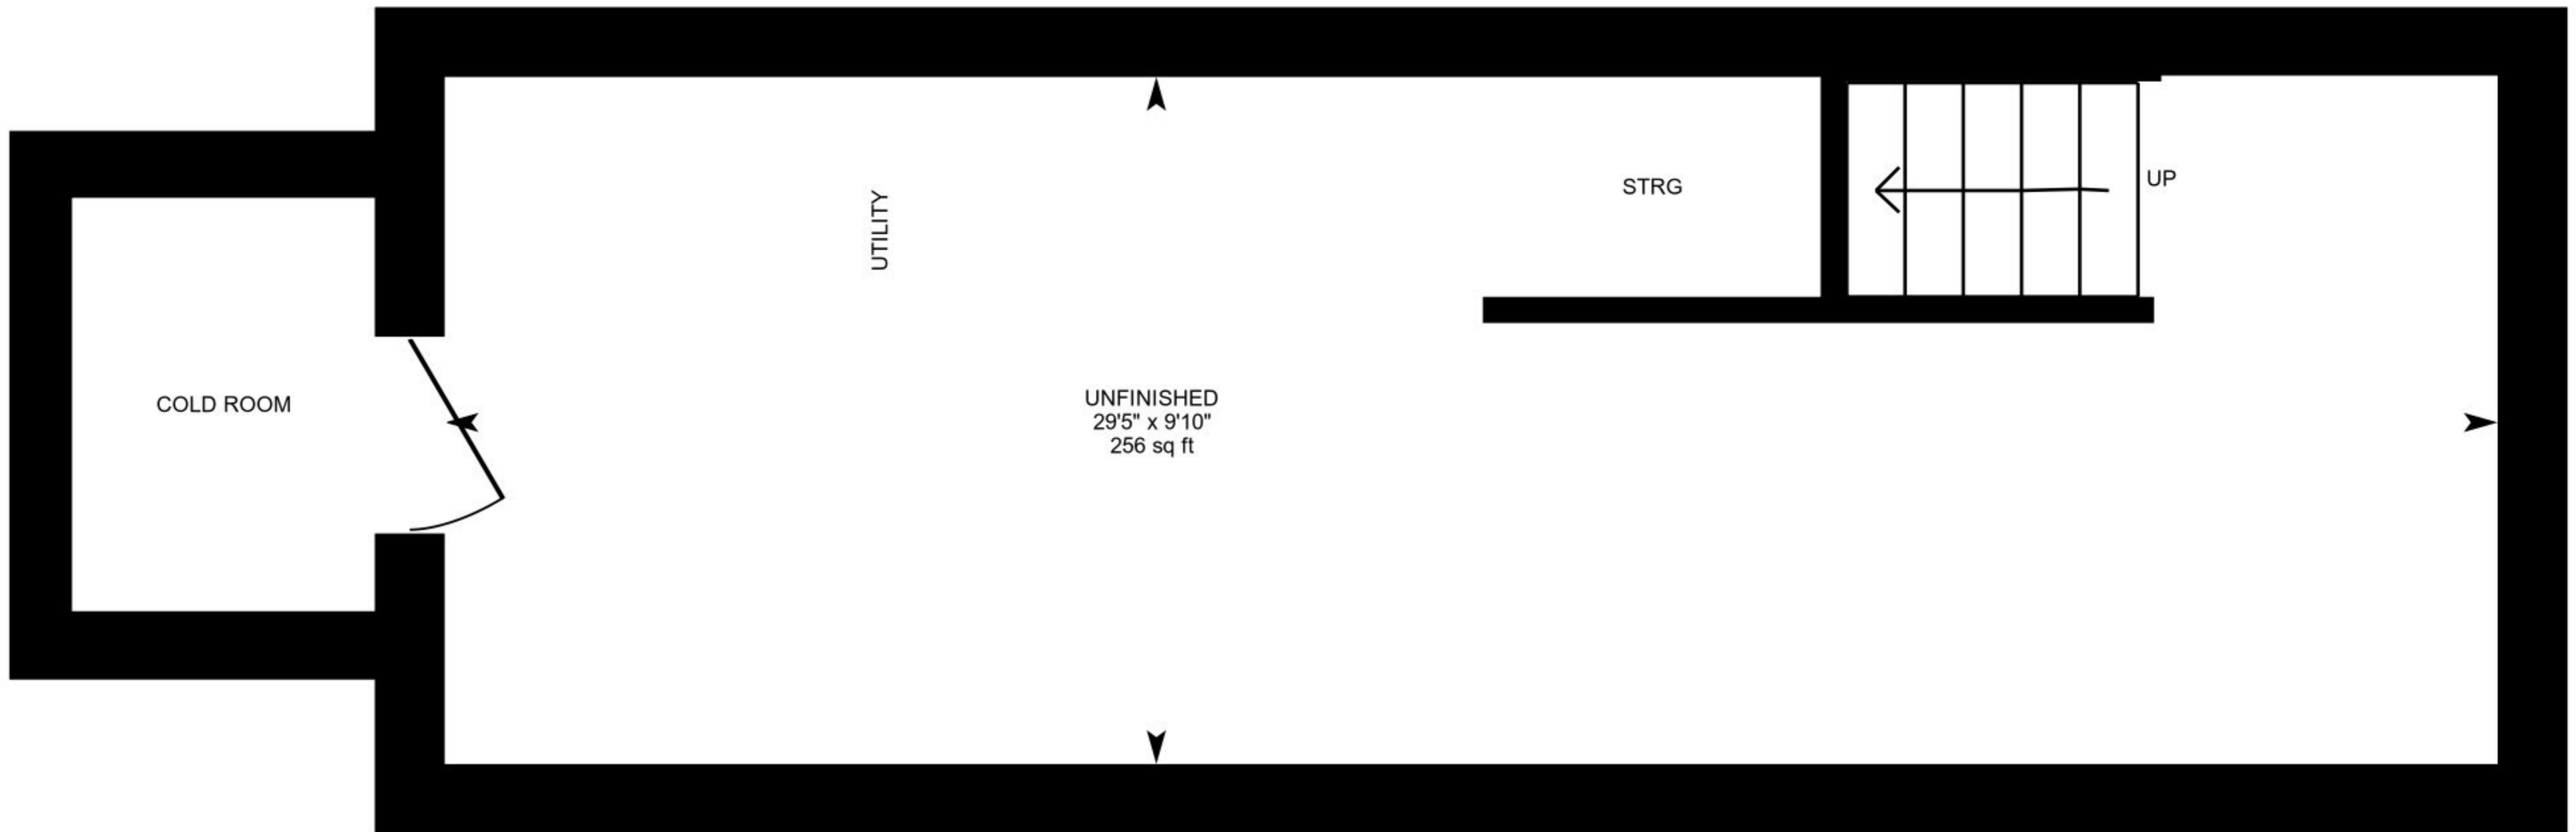 UTILITY
STRG
UP
COLD ROOM
UNFINISHED
29'5" x 9'10"
256 sq ft